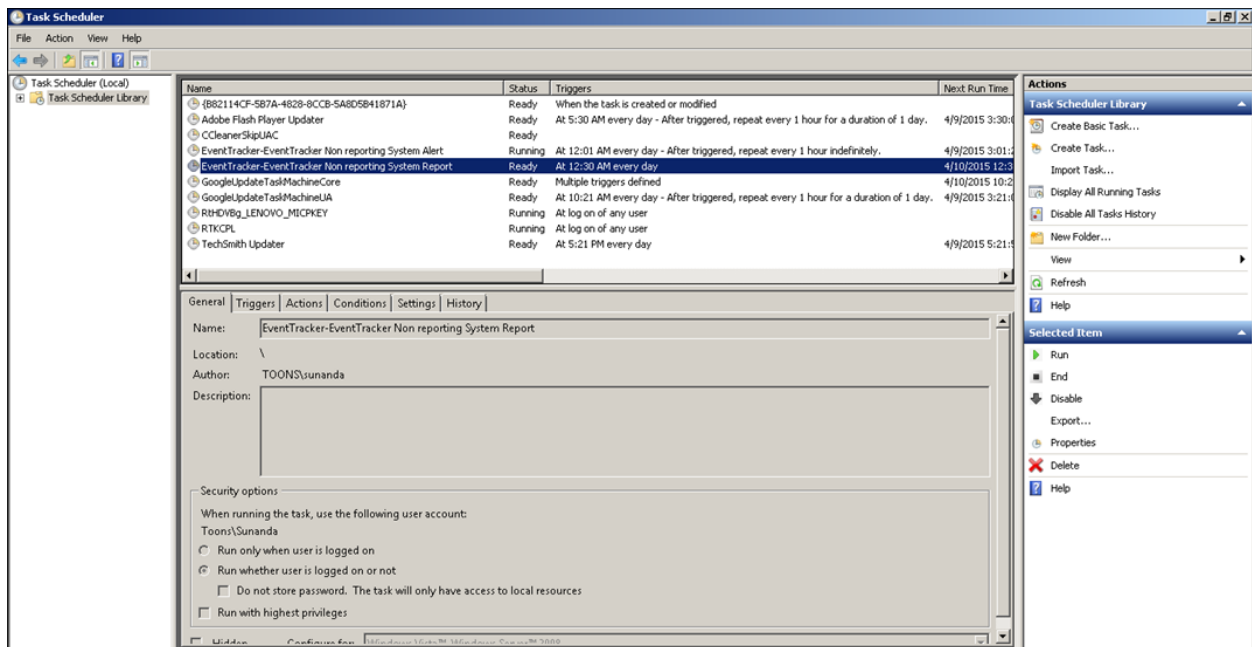 Task Scheduler
File Action View Help
Task Scheduler (Local)
Task Scheduler Library
Name Status Triggers Next Run Time
{B82114CF-5B7A-4828-8CCB-5A8D5B41871A} Ready When the task is created or modified
Adobe Flash Player Updater Ready At 5:30 AM every day - After triggered, repeat every 1 hour for a duration of 1 day. 4/9/2015 3:30:0
CCleanerSkipUAC Ready
EventTracker-EventTracker Non reporting System Alert Running At 12:01 AM every day - After triggered, repeat every 1 hour indefinitely. 4/9/2015 3:01:2
EventTracker-EventTracker Non reporting System Report Ready At 12:30 AM every day 4/10/2015 12:3
GoogleUpdateTaskMachineCore Ready Multiple triggers defined 4/10/2015 10:2
GoogleUpdateTaskMachineUA Ready At 10:21 AM every day - After triggered, repeat every 1 hour for a duration of 1 day. 4/9/2015 3:21:0
RtHDVBg_LENOVO_MICPKEY Running At log on of any user
RTKCPL Running At log on of any user
TechSmith Updater Ready At 5:21 PM every day 4/9/2015 5:21:5
General Triggers Actions Conditions Settings History
Name: EventTracker-EventTracker Non reporting System Report
Location: \
Author: TOONS\sunanda
Description:
Security options
When running the task, use the following user account:
Toons\Sunanda
Run only when user is logged on
Run whether user is logged on or not
Do not store password. The task will only have access to local resources
Run with highest privileges
Hidden Configure for: Windows Vista™, Windows Server™ 2008
Actions
Task Scheduler Library
Create Basic Task...
Create Task...
Import Task...
Display All Running Tasks
Disable All Tasks History
New Folder...
View
Refresh
Help
Selected Item
Run
End
Disable
Export...
Properties
Delete
Help